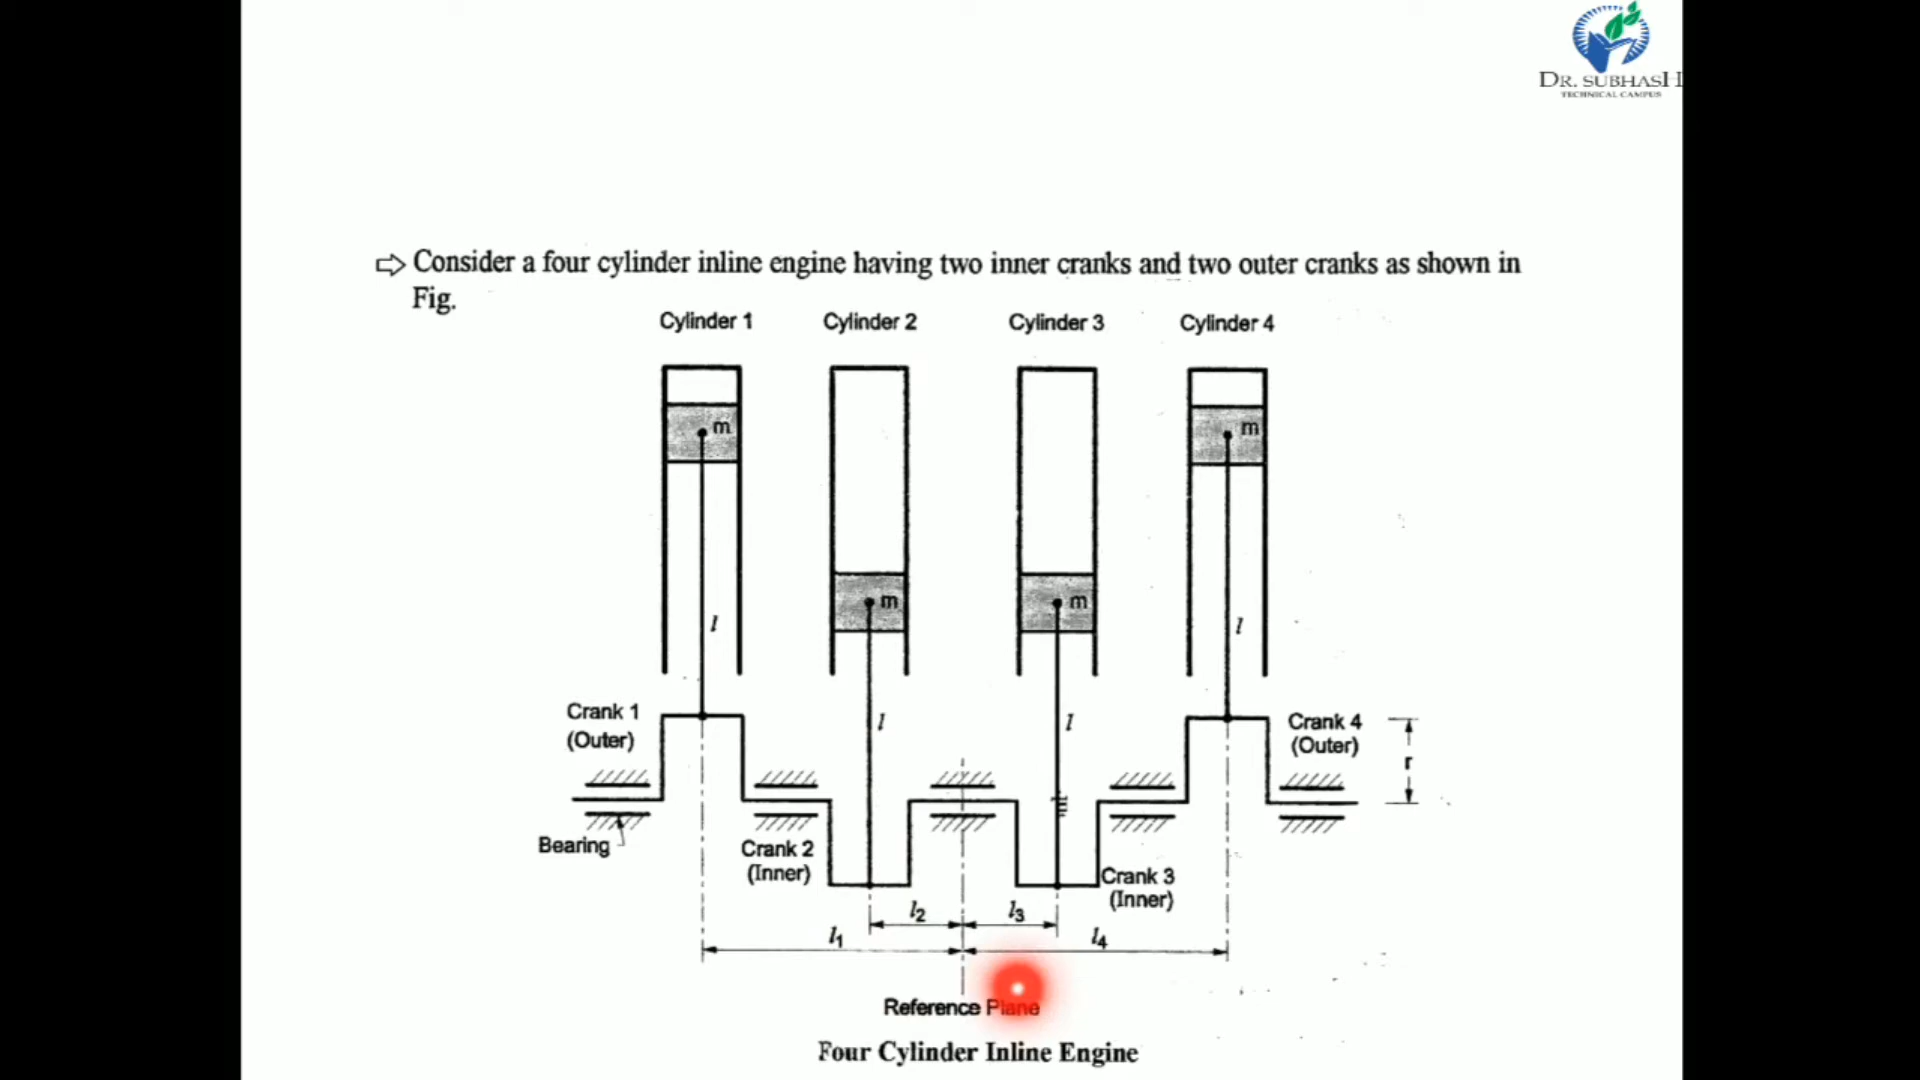 DR. SUBHASH
TECHNICAL CAMPUS
⇨ Consider a four cylinder inline engine having two inner cranks and two outer cranks as shown in
Fig.
Cylinder 1 Cylinder 2 Cylinder 3 Cylinder 4
m m
m m
l l
Crank 1
(Outer)
l l
Crank 4
(Outer)
r
Bearing
Crank 2
(Inner)
Crank 3
(Inner)
l2 l3
l1 l4
Reference Plane
Four Cylinder Inline Engine